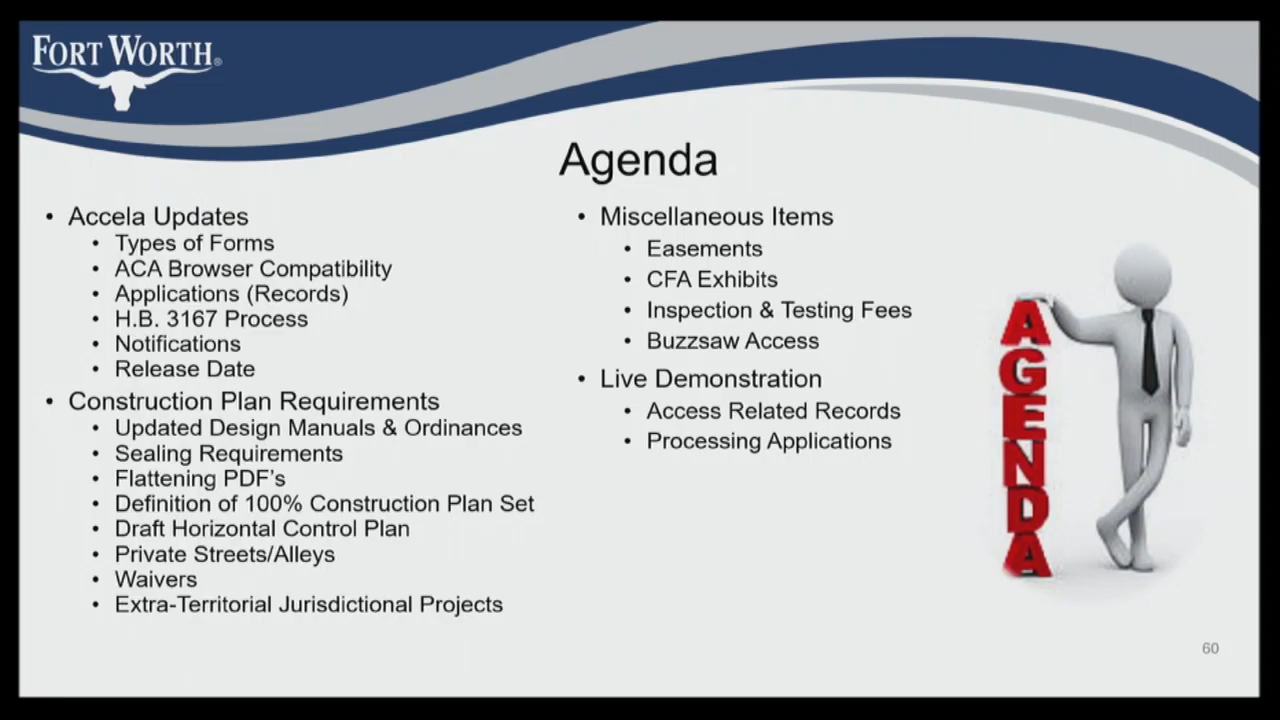 FORT WORTH®
Agenda
• Accela Updates
• Types of Forms
• ACA Browser Compatibility
• Applications (Records)
• H.B. 3167 Process
• Notifications
• Release Date
• Construction Plan Requirements
• Updated Design Manuals & Ordinances
• Sealing Requirements
• Flattening PDF’s
• Definition of 100% Construction Plan Set
• Draft Horizontal Control Plan
• Private Streets/Alleys
• Waivers
• Extra-Territorial Jurisdictional Projects
• Miscellaneous Items
• Easements
• CFA Exhibits
• Inspection & Testing Fees
• Buzzsaw Access
• Live Demonstration
• Access Related Records
• Processing Applications
AGENDA
60